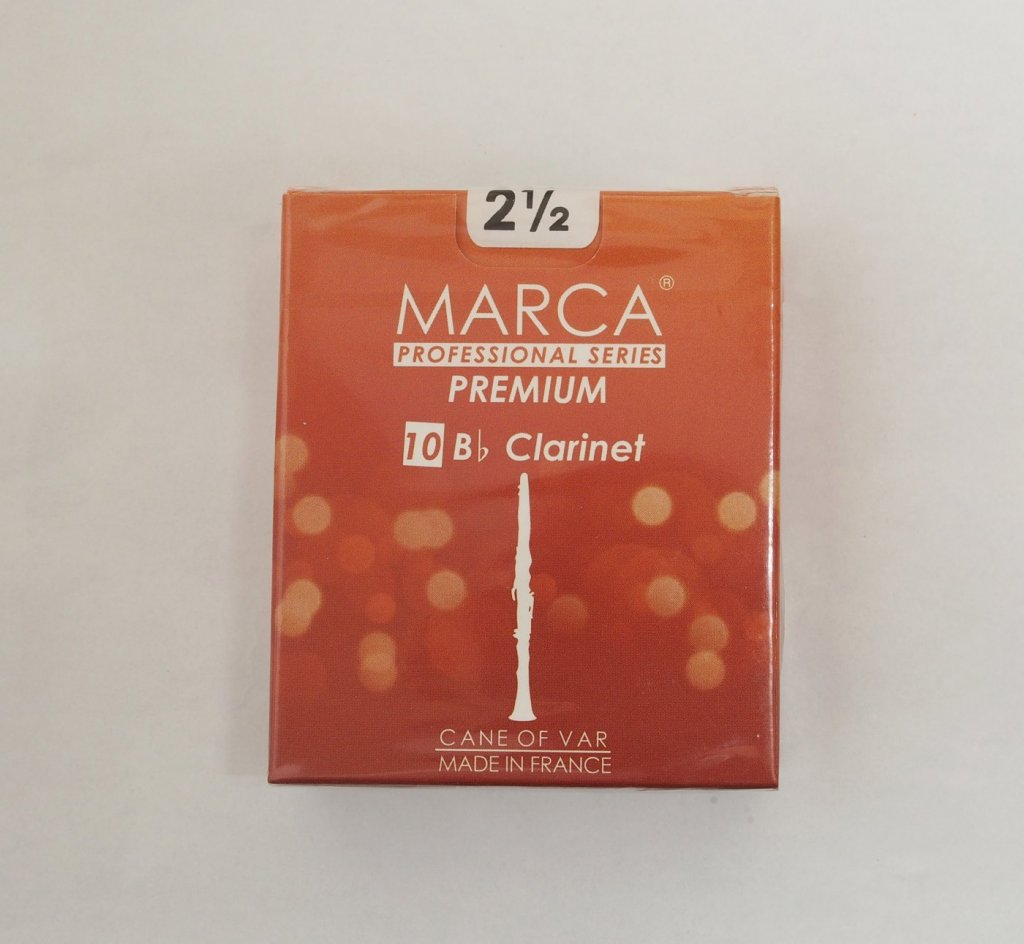 2½
MARCA®
PROFESSIONAL SERIES
PREMIUM
10 B♭ Clarinet
CANE OF VAR
MADE IN FRANCE